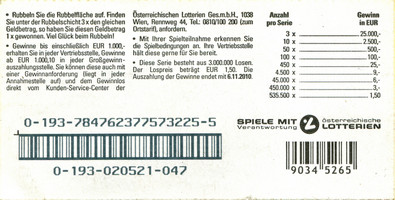 • Rubbeln Sie die Rubbelfläche auf. Finden
Sie unter der Rubbelschicht 3 x den gleichen
Geldbetrag, so haben Sie diesen Geldbetrag
1 x gewonnen. Viel Glück beim Rubbeln!
• Gewinne bis einschließlich EUR 1.000,-
erhalten Sie in jeder Vertriebsstelle, Gewinne
ab EUR 1.000,10 in jeder Großgewinn-
auszahlungsstelle. Sie können diese auch mit
einer Gewinnanforderung (liegt in jeder
Annahmestelle auf) und dem Gewinnlos
direkt vom Kunden-Service-Center der
Österreichischen Lotterien Ges.m.b.H., 1038
Wien, Rennweg 44, Tel. 0810/100 200 (zum
Ortstarif), anfordern.
• Mit Ihrer Spielteilnahme erkennen Sie
die Spielbedingungen an. Ihre Vertriebsstelle
hält diese gerne für Sie bereit.
• Diese Serie besteht aus 3.000.000 Losen.
Der Lospreis beträgt EUR 1,50. Die
Auszahlung der Gewinne endet mit 6.11.2010.
Anzahl pro Serie Gewinn in EUR
3 x 25.000,-
10 x 2.500,-
50 x 500,-
100 x 100,-
450 x 25,-
4.500 x 9,-
45.000 x 6,-
450.000 x 3,-
535.500 x 1,50
0-193-7847623775732225-5
0-193-020521-047
SPIELE MIT Verantwortung
österreichische LOTTERIEN
9034 5265